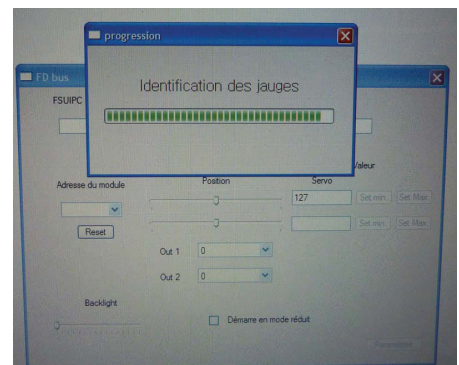 progression
Identification des jauges
FD bus
FSUIPC
Valeur
Adresse du module
Position
Servo
127
Set min
Set Max
Reset
Set min
Set Max
Out 1
0
Out 2
0
Backlight
Démarre en mode réduit
Paramètres